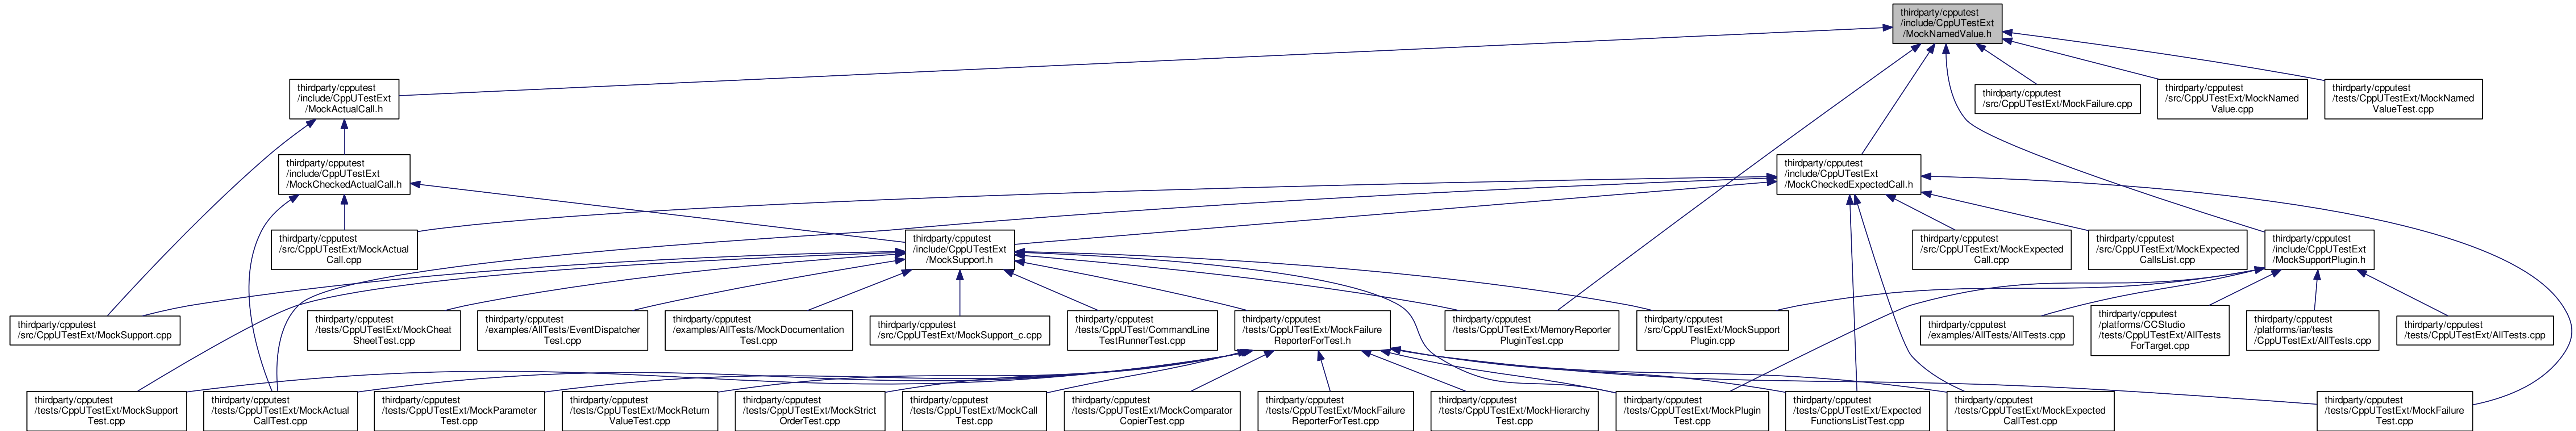 thirdparty/cpputest
/include/CppUTestExt
/MockNamedValue.h
thirdparty/cpputest
/include/CppUTestExt
/MockActualCall.h
thirdparty/cpputest
/src/CppUTestExt/MockFailure.cpp
thirdparty/cpputest
/src/CppUTestExt/MockNamed
Value.cpp
thirdparty/cpputest
/tests/CppUTestExt/MockNamed
ValueTest.cpp
thirdparty/cpputest
/include/CppUTestExt
/MockCheckedActualCall.h
thirdparty/cpputest
/include/CppUTestExt
/MockCheckedExpectedCall.h
thirdparty/cpputest
/src/CppUTestExt/MockActual
Call.cpp
thirdparty/cpputest
/include/CppUTestExt
/MockSupport.h
thirdparty/cpputest
/src/CppUTestExt/MockExpected
Call.cpp
thirdparty/cpputest
/src/CppUTestExt/MockExpected
CallsList.cpp
thirdparty/cpputest
/include/CppUTestExt
/MockSupportPlugin.h
thirdparty/cpputest
/src/CppUTestExt/MockSupport.cpp
thirdparty/cpputest
/tests/CppUTestExt/MockCheat
SheetTest.cpp
thirdparty/cpputest
/examples/AllTests/EventDispatcher
Test.cpp
thirdparty/cpputest
/examples/AllTests/MockDocumentation
Test.cpp
thirdparty/cpputest
/src/CppUTestExt/MockSupport_c.cpp
thirdparty/cpputest
/tests/CppUTest/CommandLine
TestRunnerTest.cpp
thirdparty/cpputest
/tests/CppUTestExt/MockFailure
ReporterForTest.h
thirdparty/cpputest
/tests/CppUTestExt/MemoryReporter
PluginTest.cpp
thirdparty/cpputest
/src/CppUTestExt/MockSupport
Plugin.cpp
thirdparty/cpputest
/examples/AllTests/AllTests.cpp
thirdparty/cpputest
/platforms/CCStudio
/tests/CppUTestExt/AllTests
ForTarget.cpp
thirdparty/cpputest
/platforms/iar/tests
/CppUTestExt/AllTests.cpp
thirdparty/cpputest
/tests/CppUTestExt/AllTests.cpp
thirdparty/cpputest
/tests/CppUTestExt/MockSupport
Test.cpp
thirdparty/cpputest
/tests/CppUTestExt/MockActual
CallTest.cpp
thirdparty/cpputest
/tests/CppUTestExt/MockParameter
Test.cpp
thirdparty/cpputest
/tests/CppUTestExt/MockReturn
ValueTest.cpp
thirdparty/cpputest
/tests/CppUTestExt/MockStrict
OrderTest.cpp
thirdparty/cpputest
/tests/CppUTestExt/MockCall
Test.cpp
thirdparty/cpputest
/tests/CppUTestExt/MockComparator
CopierTest.cpp
thirdparty/cpputest
/tests/CppUTestExt/MockFailure
ReporterForTest.cpp
thirdparty/cpputest
/tests/CppUTestExt/MockHierarchy
Test.cpp
thirdparty/cpputest
/tests/CppUTestExt/MockPlugin
Test.cpp
thirdparty/cpputest
/tests/CppUTestExt/Expected
FunctionsListTest.cpp
thirdparty/cpputest
/tests/CppUTestExt/MockExpected
CallTest.cpp
thirdparty/cpputest
/tests/CppUTestExt/MockFailure
Test.cpp